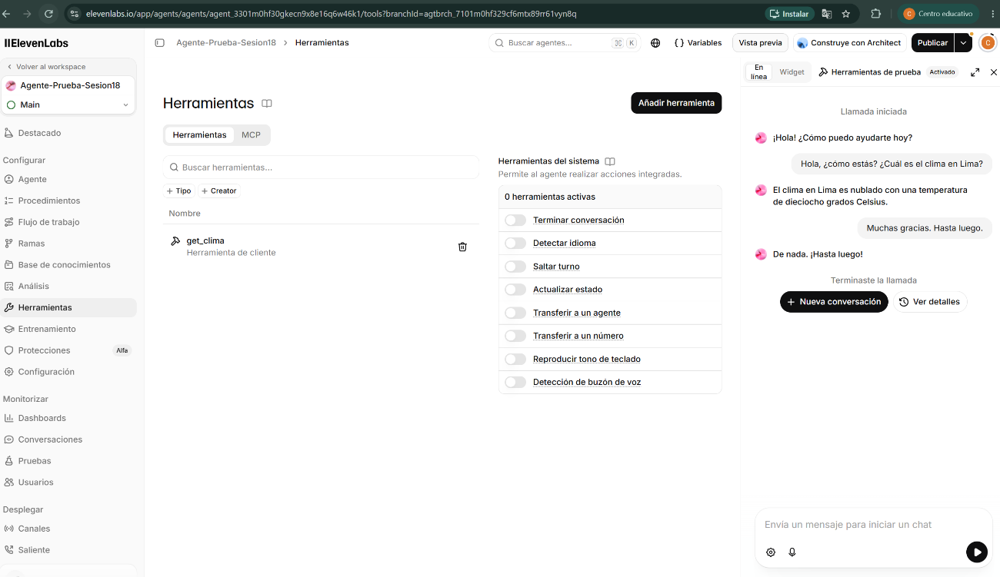 elevenlabs.io/app/agents/agents/agent_3301m0hf30gkecn9x8e16q6w46k1/tools?branchId=agtbrch_7101m0hf329cf6mtx89rr61vyn8q
Instalar
C Centro educativo
IIElevenLabs
Volver al workspace
Agente-Prueba-Sesion18
Main
Destacado
Configurar
Agente
Procedimientos
Flujo de trabajo
Ramas
Base de conocimientos
Análisis
Herramientas
Entrenamiento
Protecciones Alfa
Configuración
Monitorizar
Dashboards
Conversaciones
Pruebas
Usuarios
Desplegar
Canales
Saliente
Agente-Prueba-Sesion18 > Herramientas
Buscar agentes... ⌘ K
{ } Variables
Vista previa
Construye con Architect
Publicar
C
Herramientas
Añadir herramienta
Herramientas MCP
Buscar herramientas...
+ Tipo + Creator
Nombre
get_clima
Herramienta de cliente
Herramientas del sistema
Permite al agente realizar acciones integradas.
0 herramientas activas
Terminar conversación
Detectar idioma
Saltar turno
Actualizar estado
Transferir a un agente
Transferir a un número
Reproducir tono de teclado
Detección de buzón de voz
En
línea
Widget
Herramientas de prueba Activado
Llamada iniciada
¡Hola! ¿Cómo puedo ayudarte hoy?
Hola, ¿cómo estás? ¿Cuál es el clima en Lima?
El clima en Lima es nublado con una temperatura
de dieciocho grados Celsius.
Muchas gracias. Hasta luego.
De nada. ¡Hasta luego!
Terminaste la llamada
+ Nueva conversación
Ver detalles
Envía un mensaje para iniciar un chat